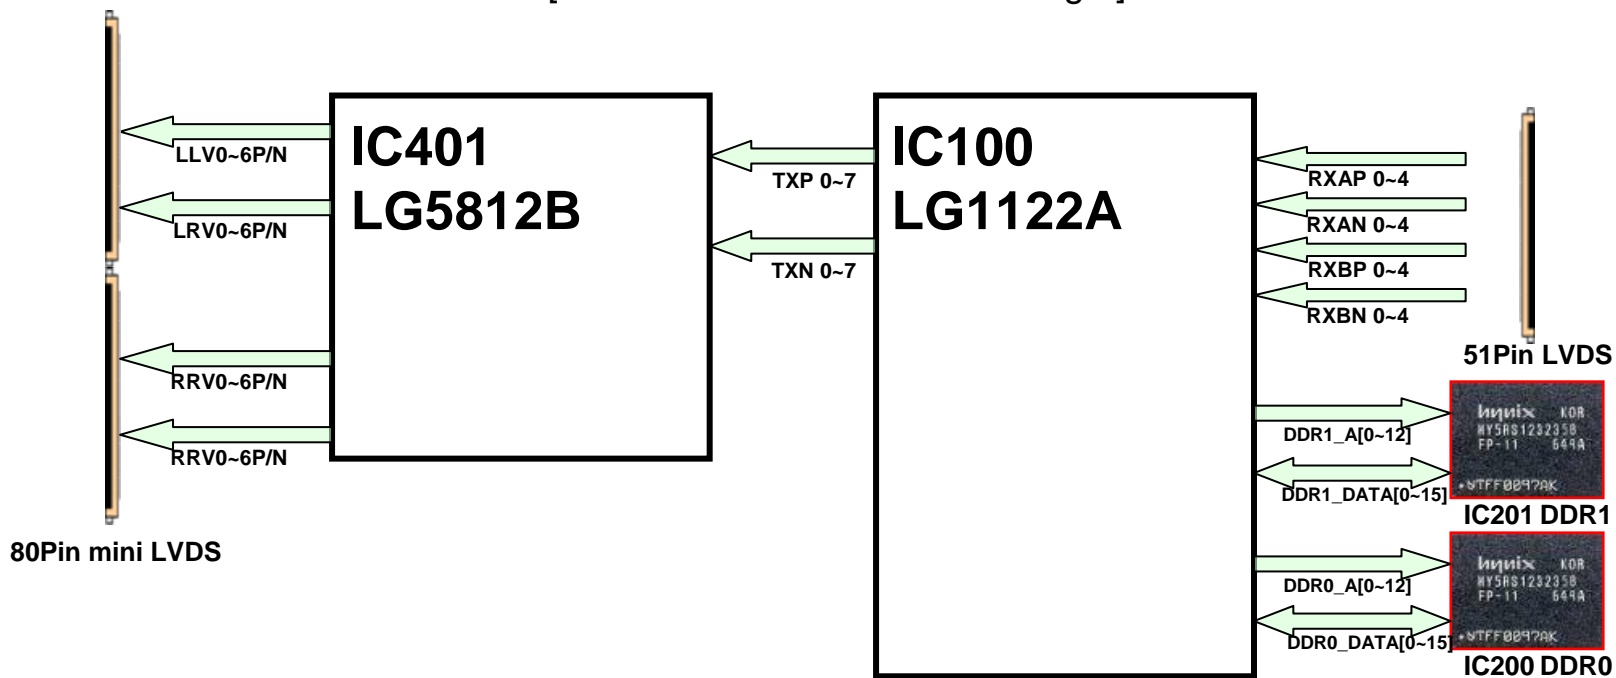 IC401
LG5812B
IC100
LG1122A
LLV0~6P/N
LRV0~6P/N
RRV0~6P/N
RRV0~6P/N
80Pin mini LVDS
TXP 0~7
TXN 0~7
RXAP 0~4
RXAN 0~4
RXBP 0~4
RXBN 0~4
51Pin LVDS
DDR1_A[0~12]
DDR1_DATA[0~15]
hynix KOR
HY5RS123235B
FP-11 649A
IC201 DDR1
DDR0_A[0~12]
DDR0_DATA[0~15]
hynix KOR
HY5RS123235B
FP-11 649A
IC200 DDR0